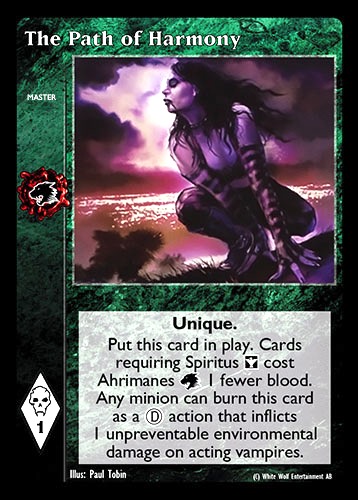 The Path of Harmony
MASTER
Unique.
Put this card in play. Cards
requiring Spiritus cost
Ahrimanes 1 fewer blood.
Any minion can burn this card
as a D action that inflicts
1 unpreventable environmental
damage on acting vampires.
1
Illus: Paul Tobin
(C) White Wolf Entertainment AB